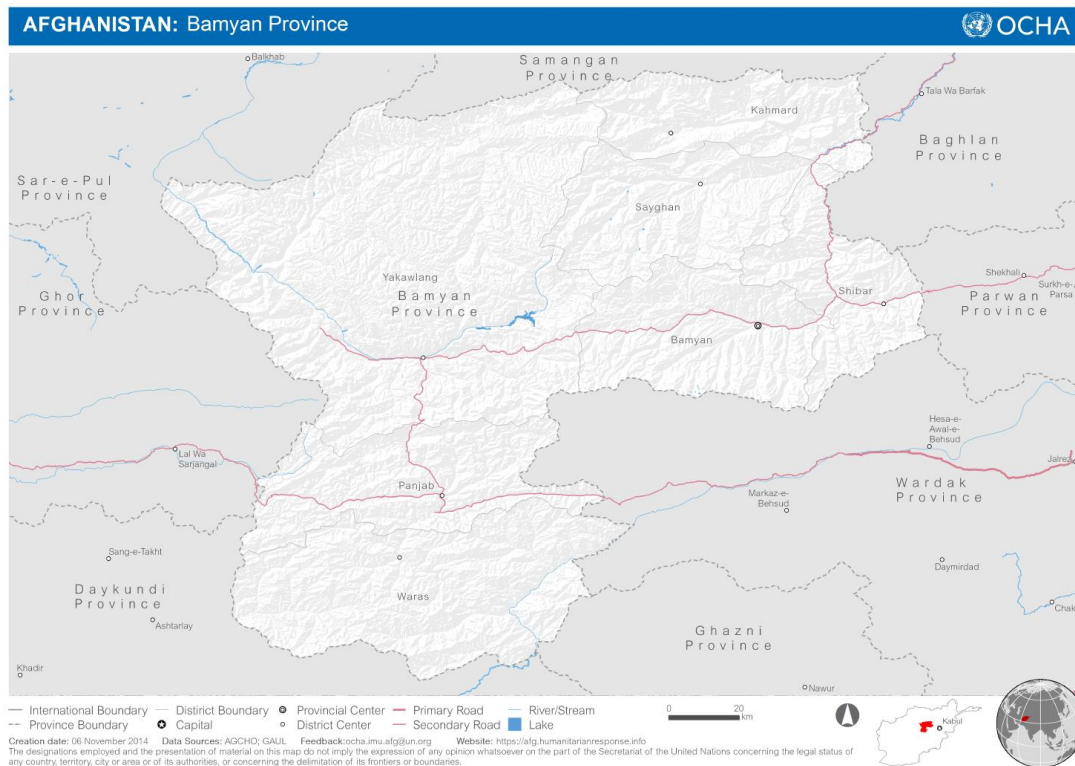 AFGHANISTAN: Bamyan Province
OCHA
Balkhab
Samangan
Province
Kahmard
Tala Wa Barfak
Baghlan
Province
Sar-e-Pul
Province
Sayghan
Yakawlang
Bamyan
Province
Ghor
Province
Shibar
Shekhali
Parwan
Province
Bamyan
Hesa-e-
Awal-e-
Behsud
Lal Wa
Sarjangal
Jalrez
Panjab
Wardak
Province
Markaz-e-
Behsud
Sang-e-Takht
Daymirdad
Daykundi
Province
Waras
Chak
Ashtarlay
Ghazni
Province
Khadir
Nawur
International Boundary District Boundary Provincial Center Primary Road River/Stream
Province Boundary Capital District Center Secondary Road Lake
0 20
km
Kabul
Creation date: 06 November 2014 Data Sources: AGCHO; GAUL Feedback:ocha.imu.afg@un.org Website: https://afg.humanitarianresponse.info
The designations employed and the presentation of material on this map do not imply the expression of any opinion whatsoever on the part of the Secretariat of the United Nations concerning the legal status of
any country, territory, city or area or of its authorities, or concerning the delimitation of its frontiers or boundaries.